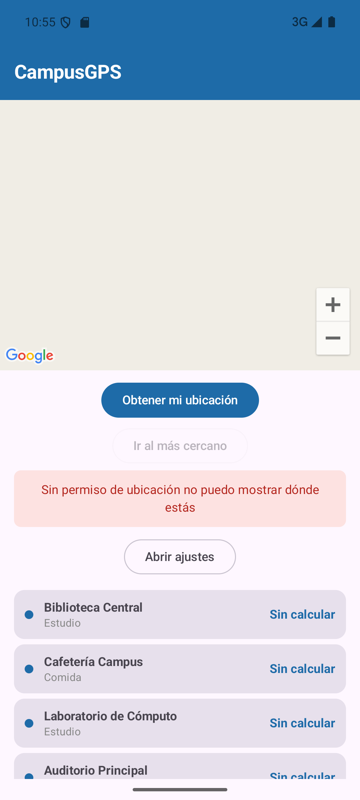 10:55
3G
CampusGPS
+
−
Google
Obtener mi ubicación
Ir al más cercano
Sin permiso de ubicación no puedo mostrar dónde
estás
Abrir ajustes
Biblioteca Central
Estudio
Sin calcular
Cafetería Campus
Comida
Sin calcular
Laboratorio de Cómputo
Estudio
Sin calcular
Auditorio Principal
Sin calcular